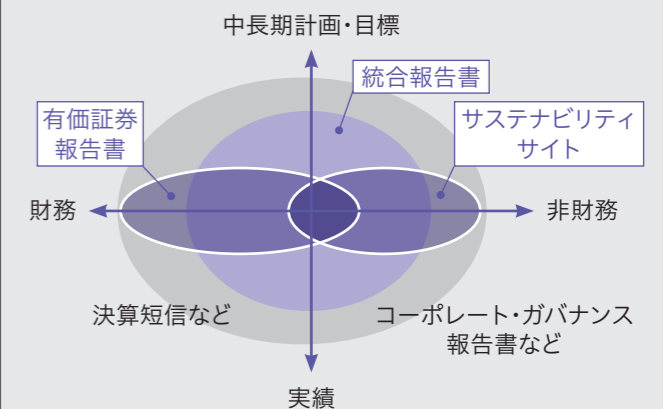 中長期計画・目標
統合報告書
有価証券
報告書
サステナビリティ
サイト
財務
非財務
決算短信など
コーポレート・ガバナンス
報告書など
実績